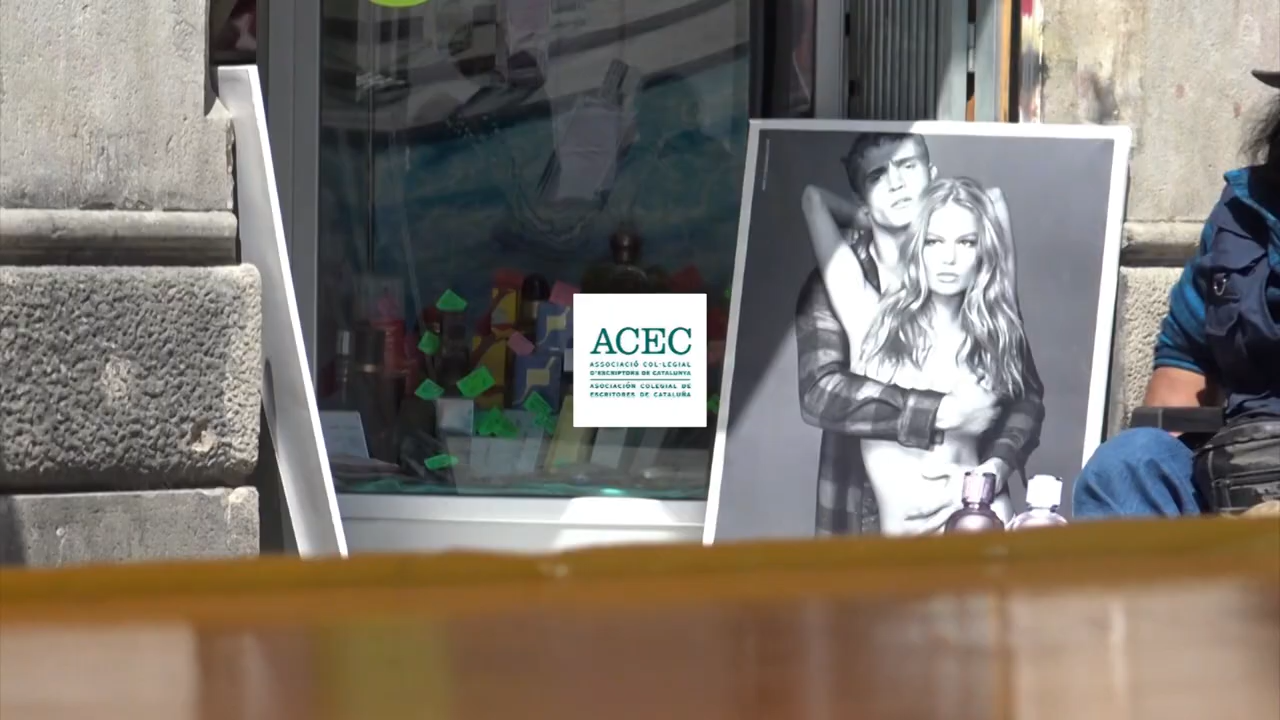 ACEC
ASSOCIACIÓ COL·LEGIAL
D'ESCRIPTORS DE CATALUNYA
ASOCIACIÓN COLEGIAL DE
ESCRITORES DE CATALUÑA